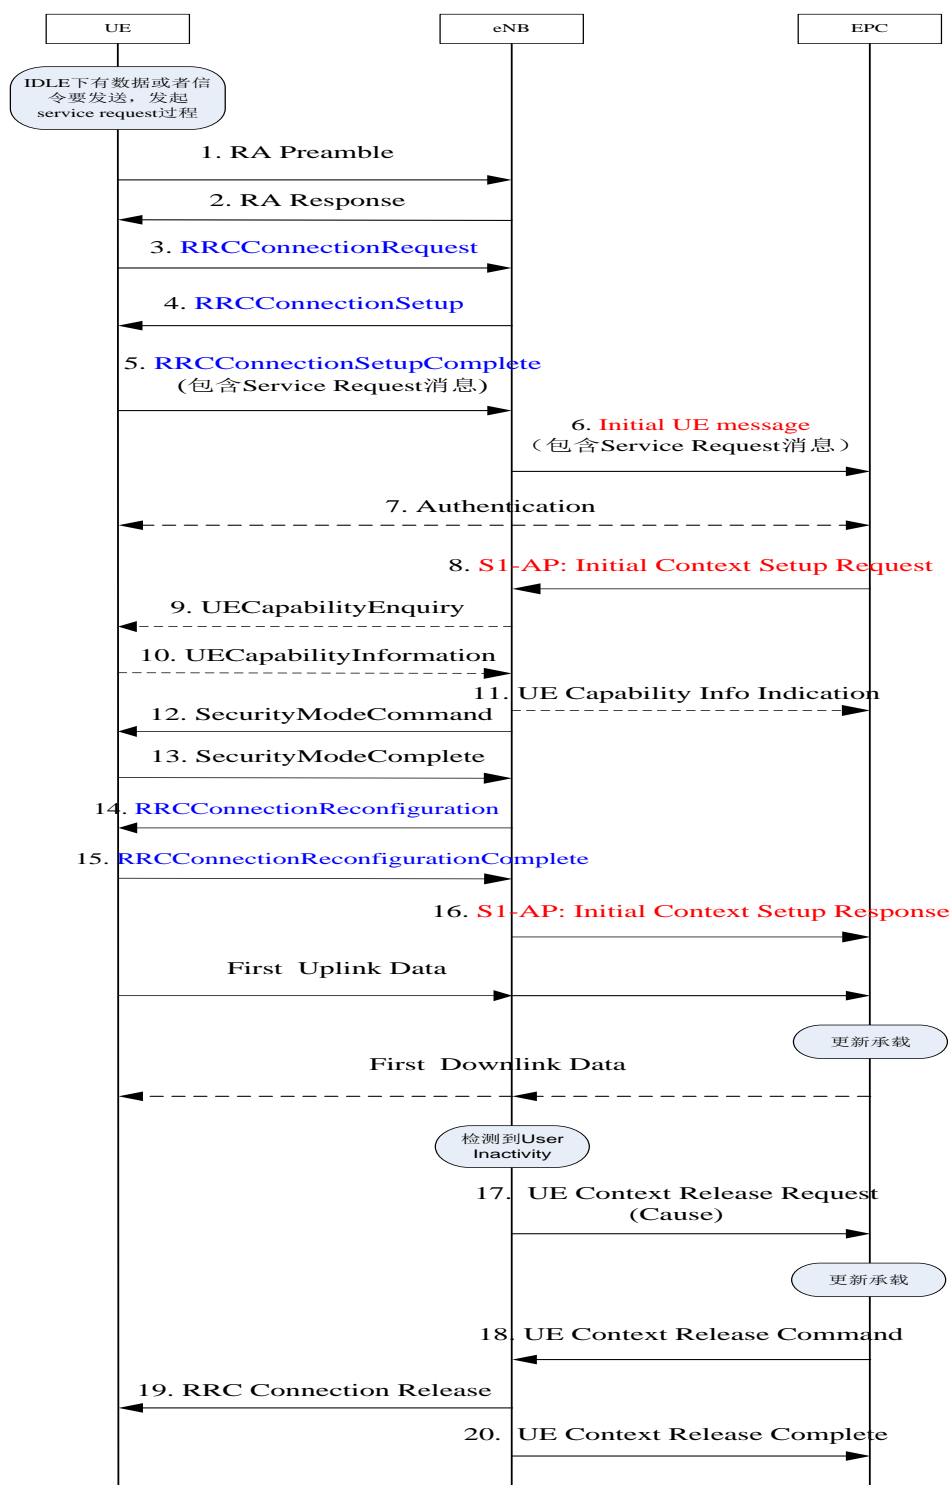 UE
eNB
EPC
IDLE下有数据或者信
令要发送，发起
service request过程
1. RA Preamble
2. RA Response
3. RRCConnectionRequest
4. RRCConnectionSetup
5. RRCConnectionSetupComplete
(包含Service Request消息)
6. Initial UE message
（包含Service Request消息）
7. Authentication
8. S1-AP: Initial Context Setup Request
9. UECapabilityEnquiry
10. UECapabilityInformation
11. UE Capability Info Indication
12. SecurityModeCommand
13. SecurityModeComplete
14. RRCConnectionReconfiguration
15. RRCConnectionReconfigurationComplete
16. S1-AP: Initial Context Setup Response
First Uplink Data
更新承载
First Downlink Data
检测到User
Inactivity
17. UE Context Release Request
(Cause)
更新承载
18. UE Context Release Command
19. RRC Connection Release
20. UE Context Release Complete